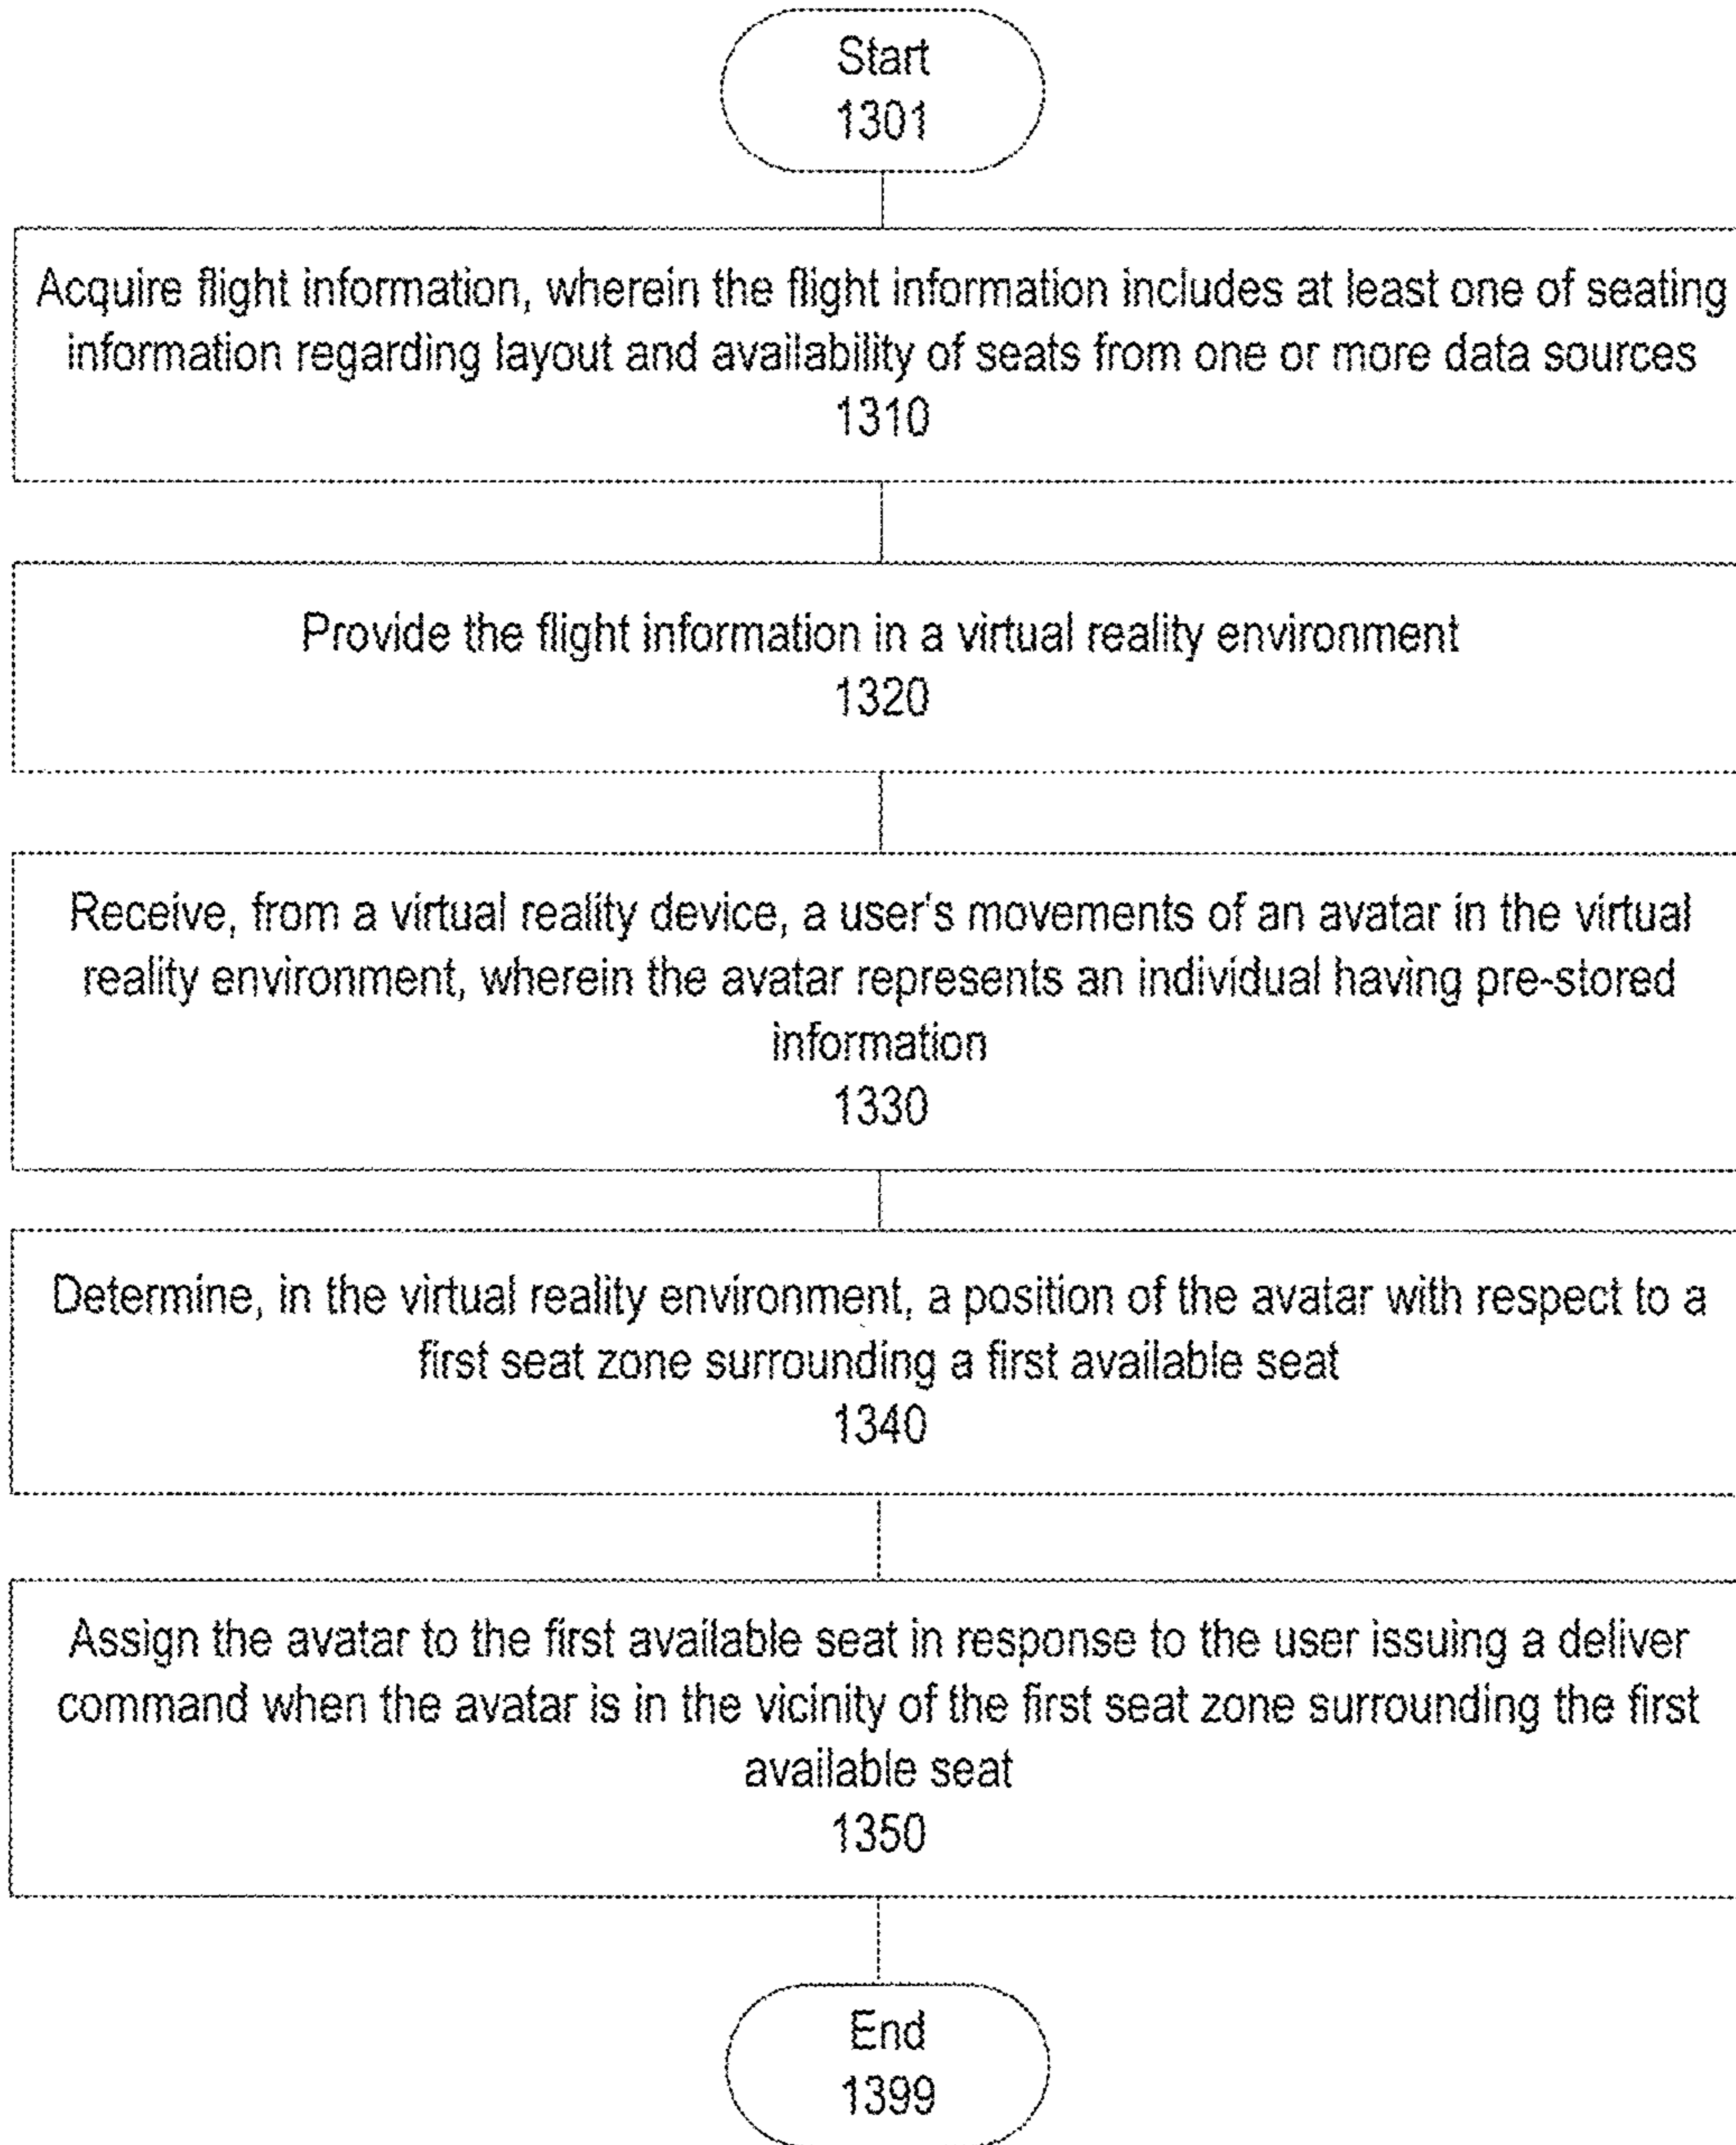 Start
1301
Acquire flight information, wherein the flight information includes at least one of seating
information regarding layout and availability of seats from one or more data sources
1310
Provide the flight information in a virtual reality environment
1320
Receive, from a virtual reality device, a user's movements of an avatar in the virtual
reality environment, wherein the avatar represents an individual having pre-stored
information
1330
Determine, in the virtual reality environment, a position of the avatar with respect to a
first seat zone surrounding a first available seat
1340
Assign the avatar to the first available seat in response to the user issuing a deliver
command when the avatar is in the vicinity of the first seat zone surrounding the first
available seat
1350
End
1399